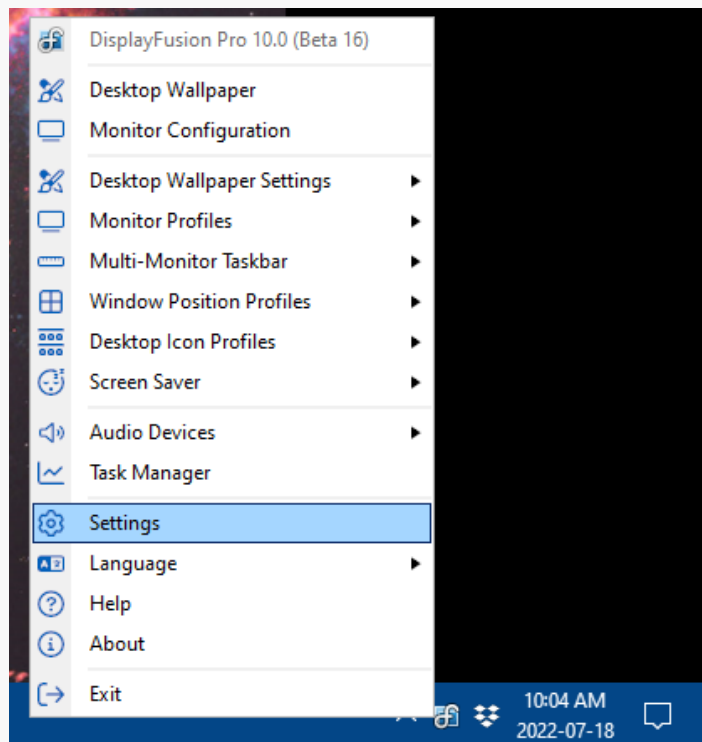 DisplayFusion Pro 10.0 (Beta 16)
Desktop Wallpaper
Monitor Configuration
Desktop Wallpaper Settings
Monitor Profiles
Multi-Monitor Taskbar
Window Position Profiles
Desktop Icon Profiles
Screen Saver
Audio Devices
Task Manager
Settings
Language
Help
About
Exit
10:04 AM
2022-07-18